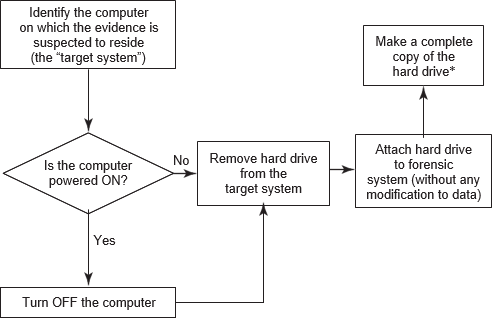 Identify the computer
on which the evidence is
suspected to reside
(the “target system”)
Is the computer
powered ON?
No
Yes
Turn OFF the computer
Remove hard drive
from the
target system
Attach hard drive
to forensic
system (without any
modification to data)
Make a complete
copy of the
hard drive*